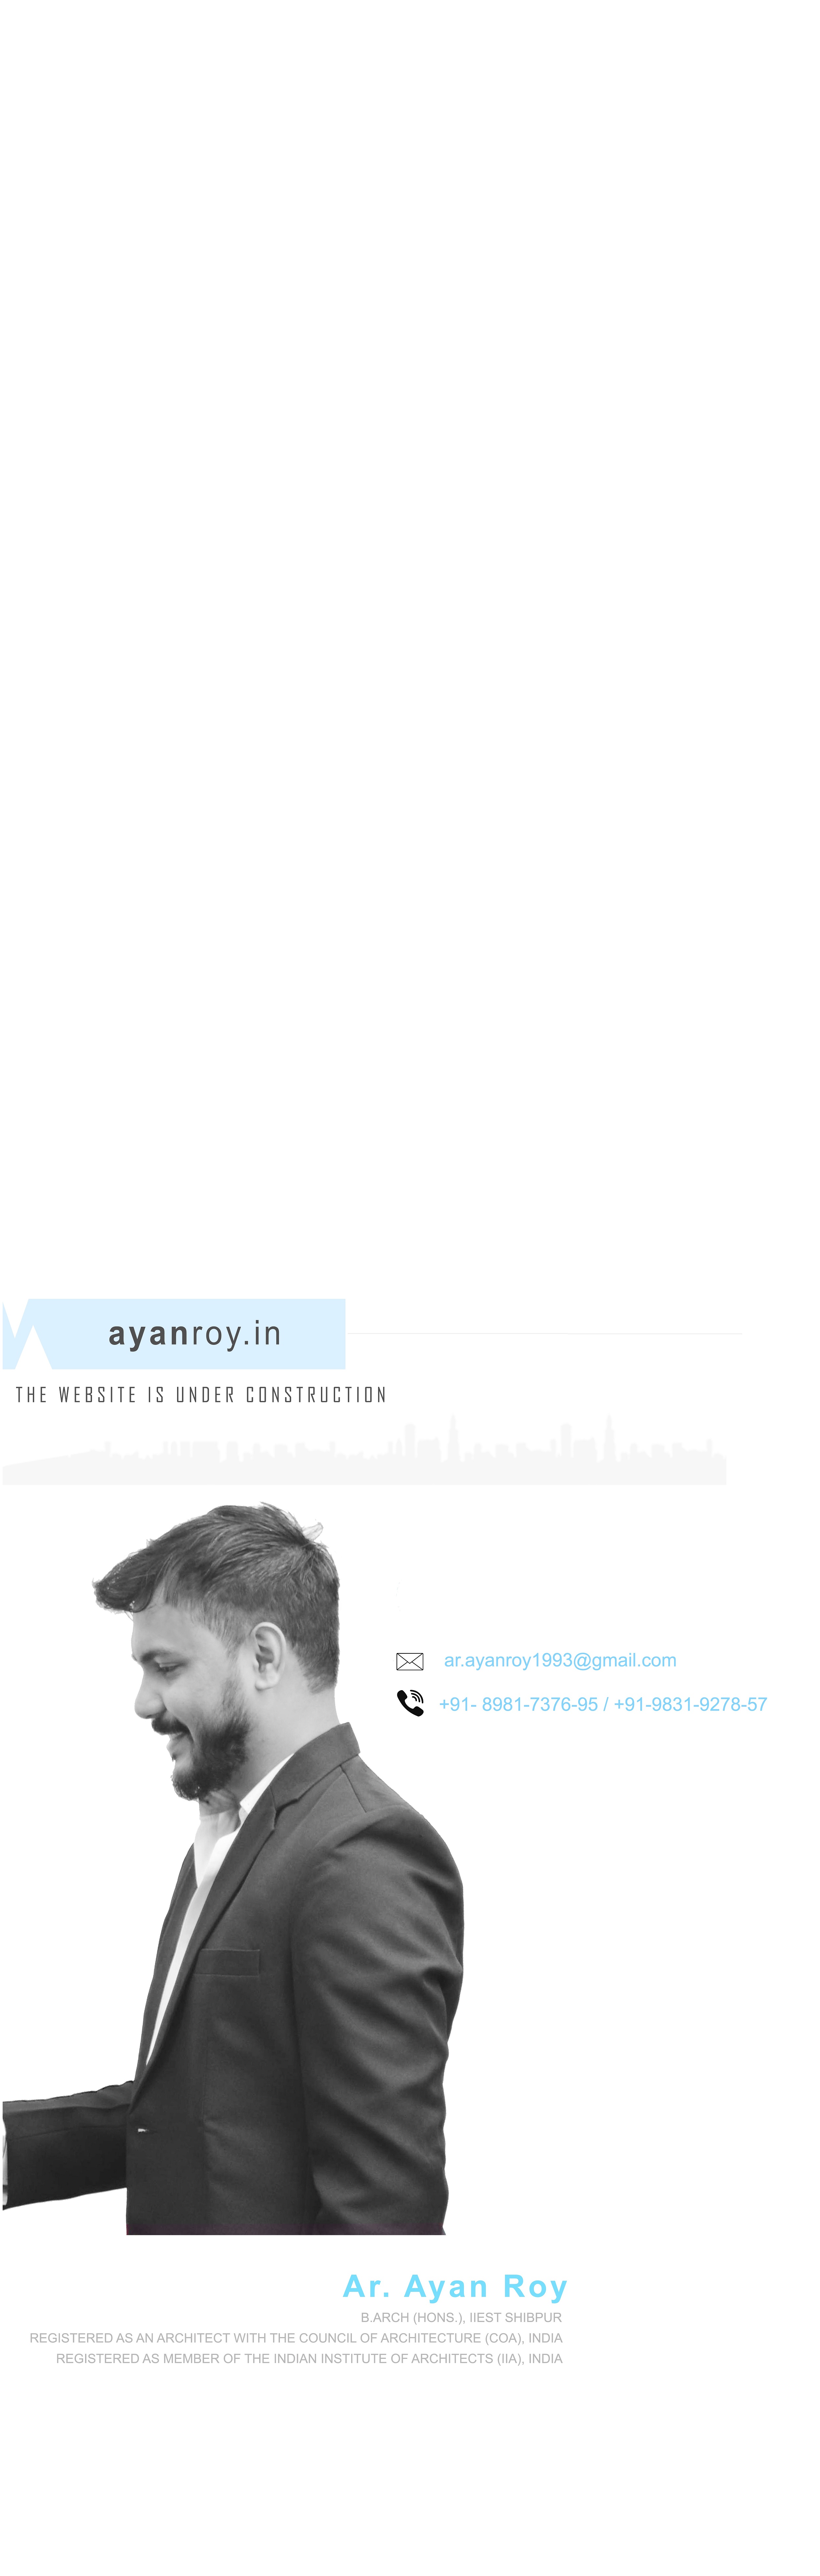 ayanroy.in
THE WEBSITE IS UNDER CONSTRUCTION
ar.ayanroy1993@gmail.com
+91- 8981-7376-95 / +91-9831-9278-57
Ar. Ayan Roy
B.ARCH (HONS.), IIEST SHIBPUR
REGISTERED AS AN ARCHITECT WITH THE COUNCIL OF ARCHITECTURE (COA), INDIA
REGISTERED AS MEMBER OF THE INDIAN INSTITUTE OF ARCHITECTS (IIA), INDIA